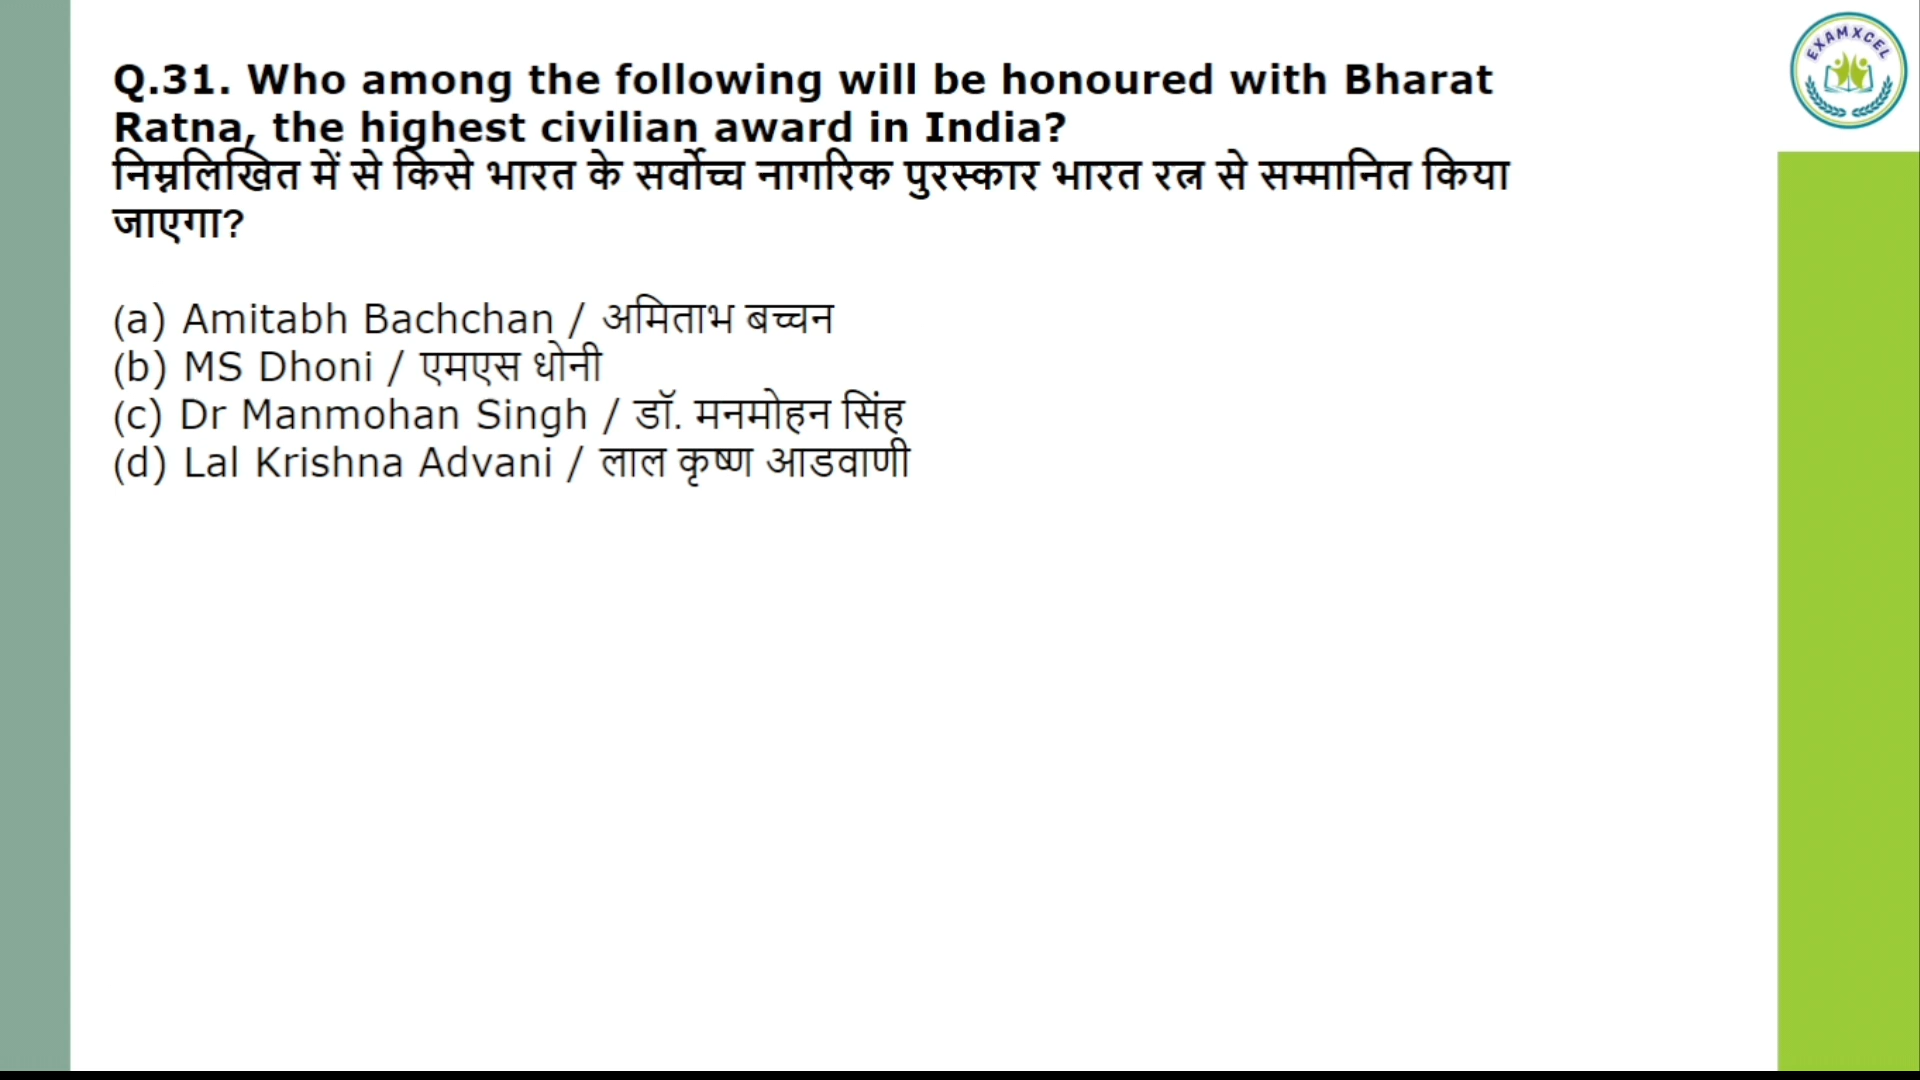 EXAMXCEL
Q.31. Who among the following will be honoured with Bharat
Ratna, the highest civilian award in India?
निम्नलिखित में से किसे भारत के सर्वोच्च नागरिक पुरस्कार भारत रत्न से सम्मानित किया
जाएगा?
(a) Amitabh Bachchan / अमिताभ बच्चन
(b) MS Dhoni / एमएस धोनी
(c) Dr Manmohan Singh / डॉ. मनमोहन सिंह
(d) Lal Krishna Advani / लाल कृष्ण आडवाणी